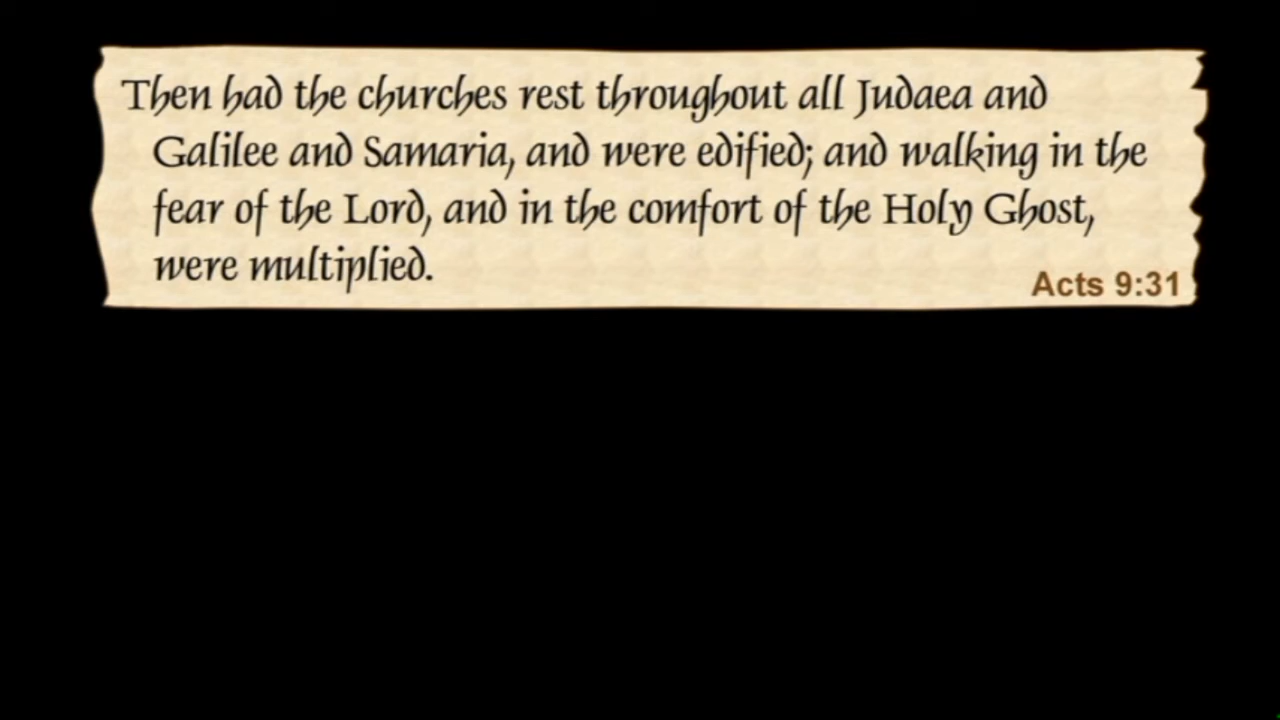 Then had the churches rest throughout all Judaea and
Galilee and Samaria, and were edified; and walking in the
fear of the Lord, and in the comfort of the Holy Ghost,
were multiplied.
Acts 9:31